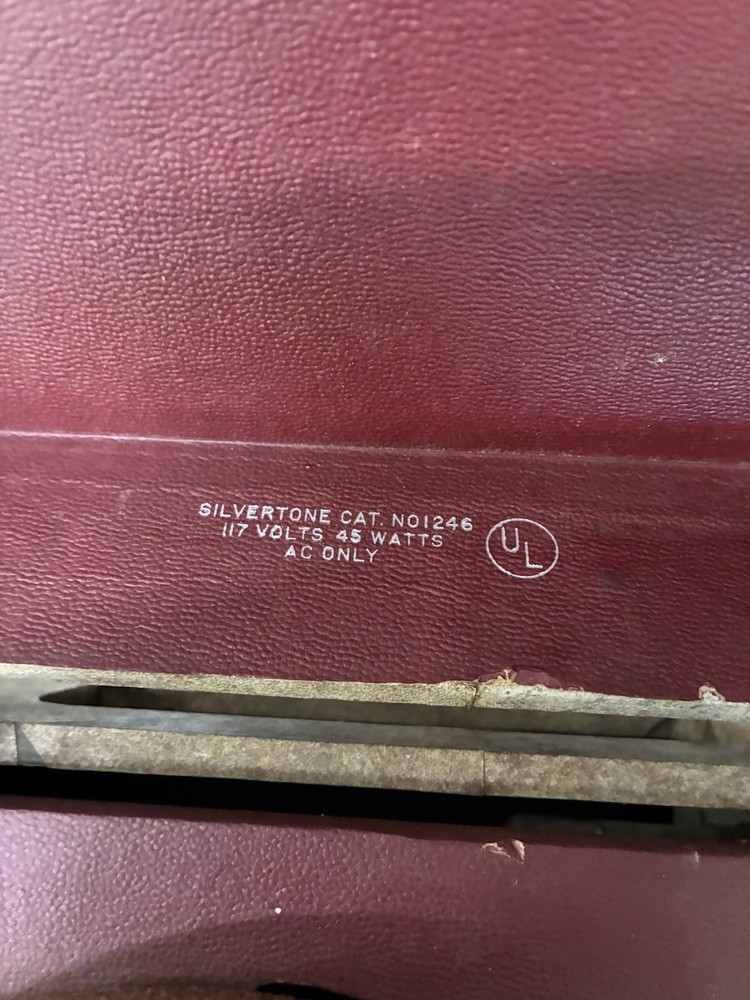 SILVERTONE CAT. NO1246
117 VOLTS, 45 WATTS
AC ONLY
UL